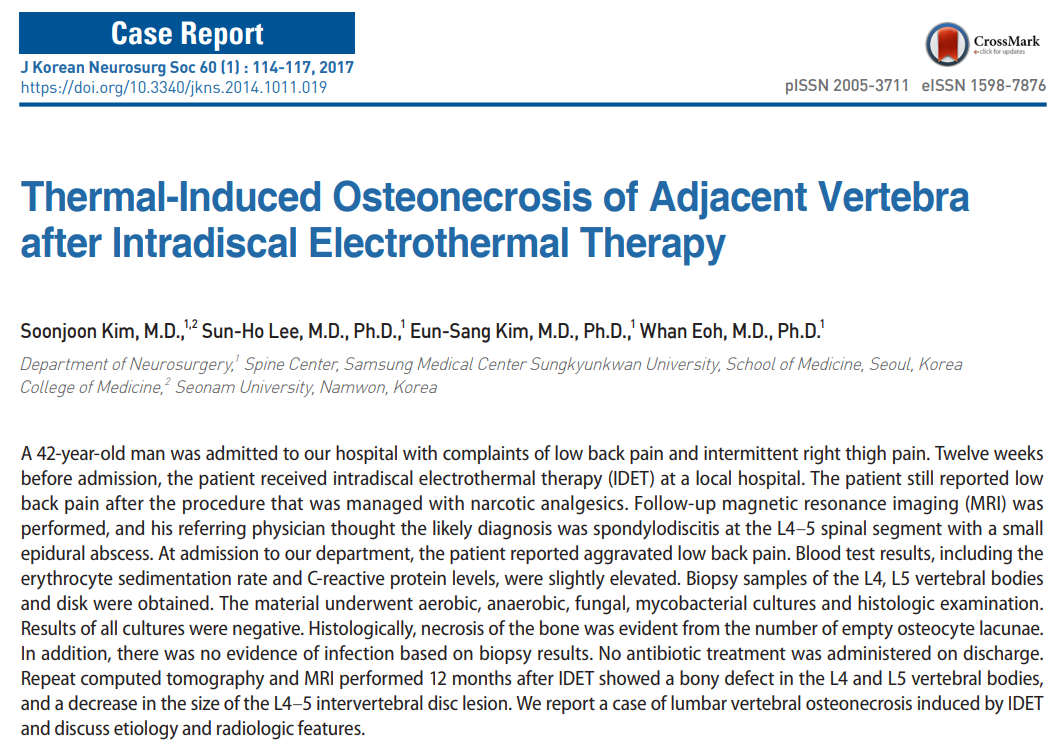 Case Report
CrossMark
click for updates
J Korean Neurosurg Soc 60 (1) : 114-117, 2017
https://doi.org/10.3340/jkns.2014.1011.019
pISSN 2005-3711 eISSN 1598-7876
Thermal-Induced Osteonecrosis of Adjacent Vertebra
after Intradiscal Electrothermal Therapy
Soonjoon Kim, M.D.,1,2 Sun-Ho Lee, M.D., Ph.D.,1 Eun-Sang Kim, M.D., Ph.D.,1 Whan Eoh, M.D., Ph.D.1
Department of Neurosurgery,1 Spine Center, Samsung Medical Center Sungkyunkwan University, School of Medicine, Seoul, Korea
College of Medicine,2 Seonam University, Namwon, Korea
A 42-year-old man was admitted to our hospital with complaints of low back pain and intermittent right thigh pain. Twelve weeks
before admission, the patient received intradiscal electrothermal therapy (IDET) at a local hospital. The patient still reported low
back pain after the procedure that was managed with narcotic analgesics. Follow-up magnetic resonance imaging (MRI) was
performed, and his referring physician thought the likely diagnosis was spondylodiscitis at the L4–5 spinal segment with a small
epidural abscess. At admission to our department, the patient reported aggravated low back pain. Blood test results, including the
erythrocyte sedimentation rate and C-reactive protein levels, were slightly elevated. Biopsy samples of the L4, L5 vertebral bodies
and disk were obtained. The material underwent aerobic, anaerobic, fungal, mycobacterial cultures and histologic examination.
Results of all cultures were negative. Histologically, necrosis of the bone was evident from the number of empty osteocyte lacunae.
In addition, there was no evidence of infection based on biopsy results. No antibiotic treatment was administered on discharge.
Repeat computed tomography and MRI performed 12 months after IDET showed a bony defect in the L4 and L5 vertebral bodies,
and a decrease in the size of the L4–5 intervertebral disc lesion. We report a case of lumbar vertebral osteonecrosis induced by IDET
and discuss etiology and radiologic features.